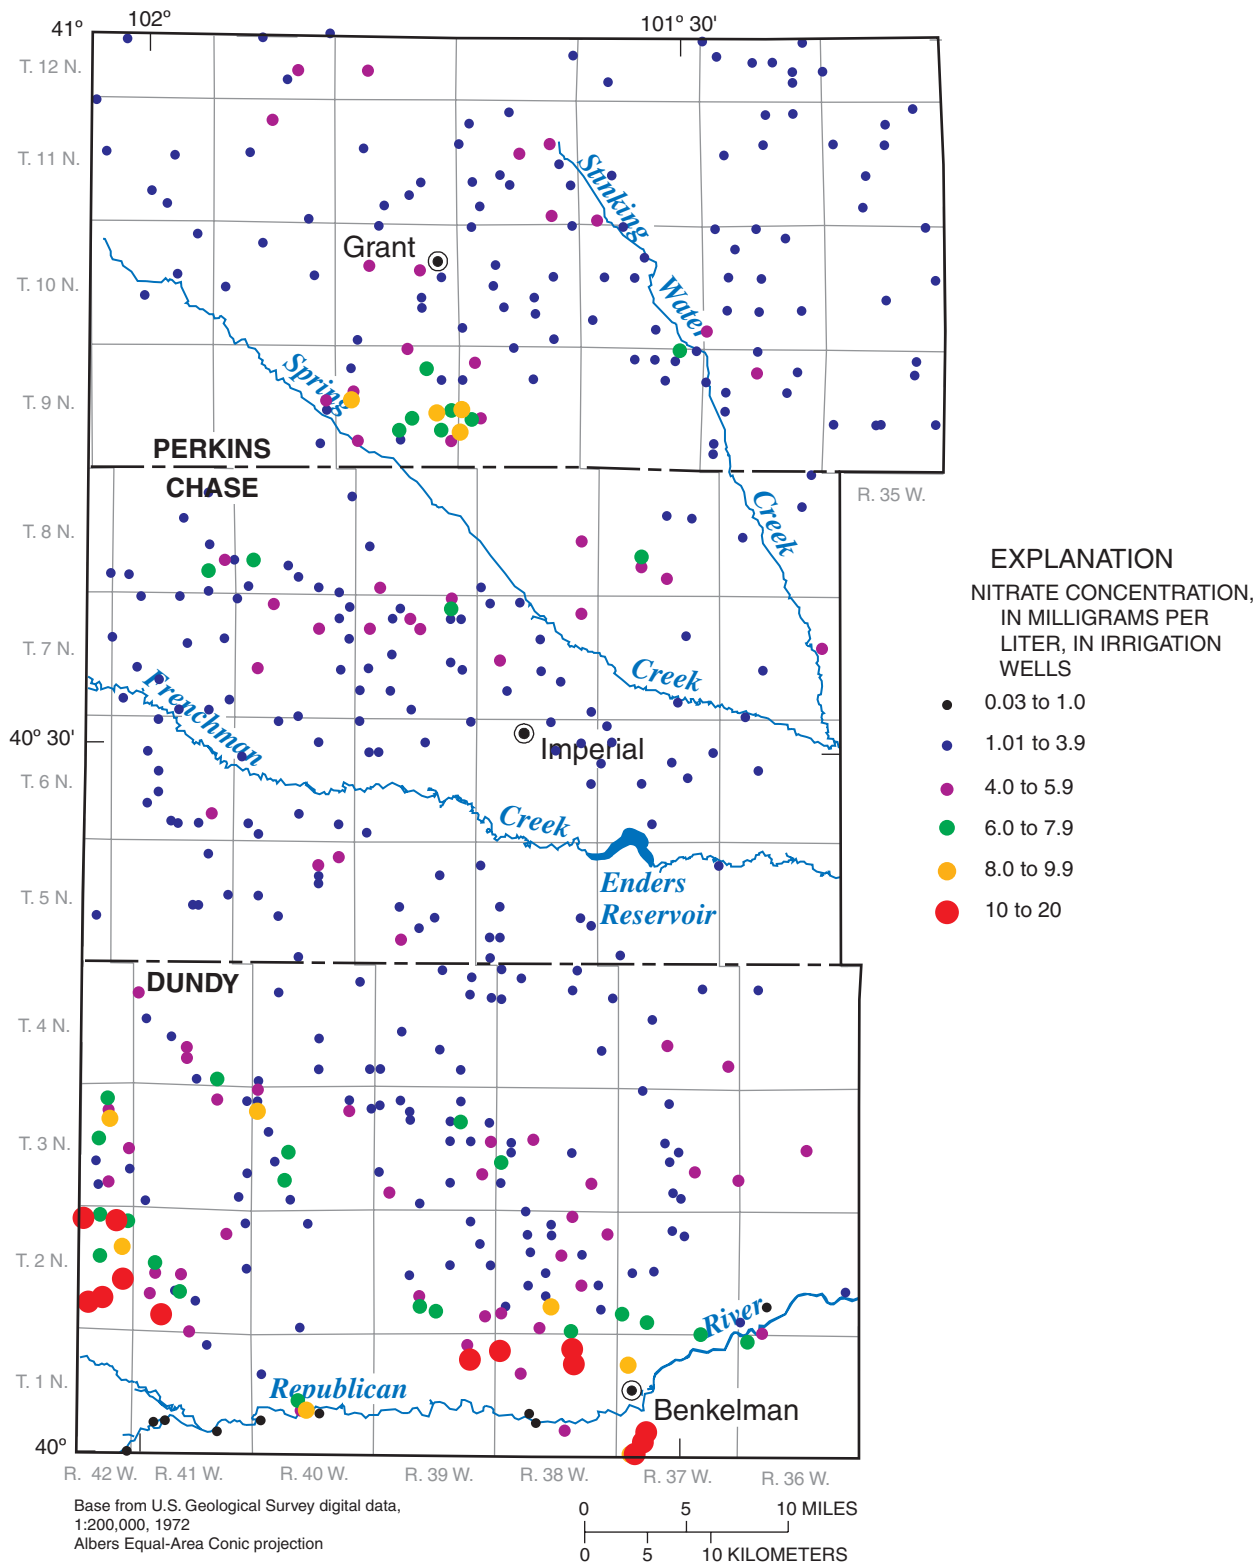 41°
102°
101° 30'
T. 12 N.
T. 11 N.
Stinking
Grant
T. 10 N.
Water
Spring
T. 9 N.
PERKINS
CHASE
R. 35 W.
Creek
T. 8 N.
EXPLANATION
NITRATE CONCENTRATION,
IN MILLIGRAMS PER
LITER, IN IRRIGATION
WELLS
0.03 to 1.0
1.01 to 3.9
4.0 to 5.9
6.0 to 7.9
8.0 to 9.9
10 to 20
T. 7 N.
Creek
Frenchman
40° 30'
Imperial
T. 6 N.
Creek
Enders
Reservoir
T. 5 N.
DUNDY
T. 4 N.
T. 3 N.
T. 2 N.
River
T. 1 N.
Republican
Benkelman
40°
R. 42 W. R. 41 W. R. 40 W. R. 39 W. R. 38 W. R. 37 W. R. 36 W.
Base from U.S. Geological Survey digital data,
1:200,000, 1972
Albers Equal-Area Conic projection
0 5 10 MILES
0 5 10 KILOMETERS